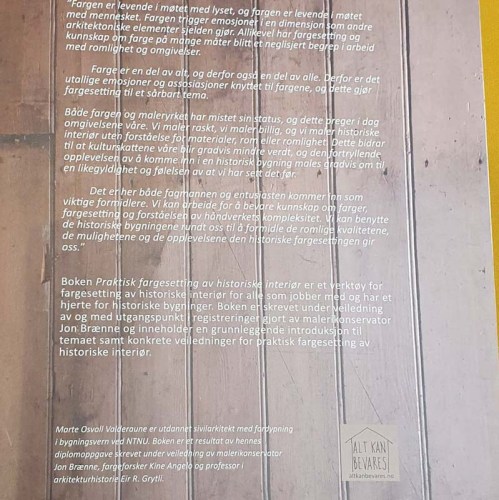 "Fargen er levende i møtet med lyset, og fargen er levende i møtet
med mennesket. Fargen trigger emosjoner i en dimensjon som andre
arkitektoniske elementer sjelden gjør. Allikevel har fargesetting og
kunnskap om farge på mange måter blitt et neglisjert begrep i arbeid
med romlighet og omgivelser.
Farge er en del av alt, og derfor også en del av alle. Derfor er det
utallige emosjoner og assosiasjoner knyttet til fargene, og dette gjør
fargesetting til et sårbart tema.
Både fargen og maleryrket har mistet sin status, og dette preger i dag
omgivelsene våre. Vi maler raskt, vi maler billig, og vi maler historiske
interiør uten forståelse for materialer, rom eller romlighet. Dette bidrar
til at kulturskattene våre blir gradvis mindre verdt, og den fortryllende
opplevelsen av å komme inn i en historisk bygning males gradvis om til
en likegyldighet og følelsen av at vi har sett det før.
Det er her både fagmannen og entusiasten kommer inn som
viktige formidlere. Vi kan arbeide for å bevare kunnskap om farger,
fargesetting og forståelsen av håndverkets kompleksitet. Vi kan benytte
de historiske bygningene rundt oss til å formidle de romlige kvalitetene,
de mulighetene og de opplevelsene den historiske fargesettingen gir
oss."
Boken Praktisk fargesetting av historiske interiør er et verktøy for
fargesetting av historiske interiør for alle som jobber med og har et
hjerte for historiske bygninger. Boken er skrevet under veiledning
av og med utgangspunkt i registreringer gjort av malerikonservator
Jon Brænne og inneholder en grunnleggende introduksjon til
temaet samt konkrete veiledninger for praktisk fargesetting av
historiske interiør.
Marte Osvoll Valderaune er utdannet sivilarkitekt med fordypning
i bygningsvern ved NTNU. Boken er et resultat av hennes
diplomoppgave skrevet under veiledning av malerikonservator
Jon Brænne, fargeforsker Kine Angelo og professor i
arkitekturhistorie Eir R. Grytli.
ALT KAN
BEVARES
altkanbevares.no